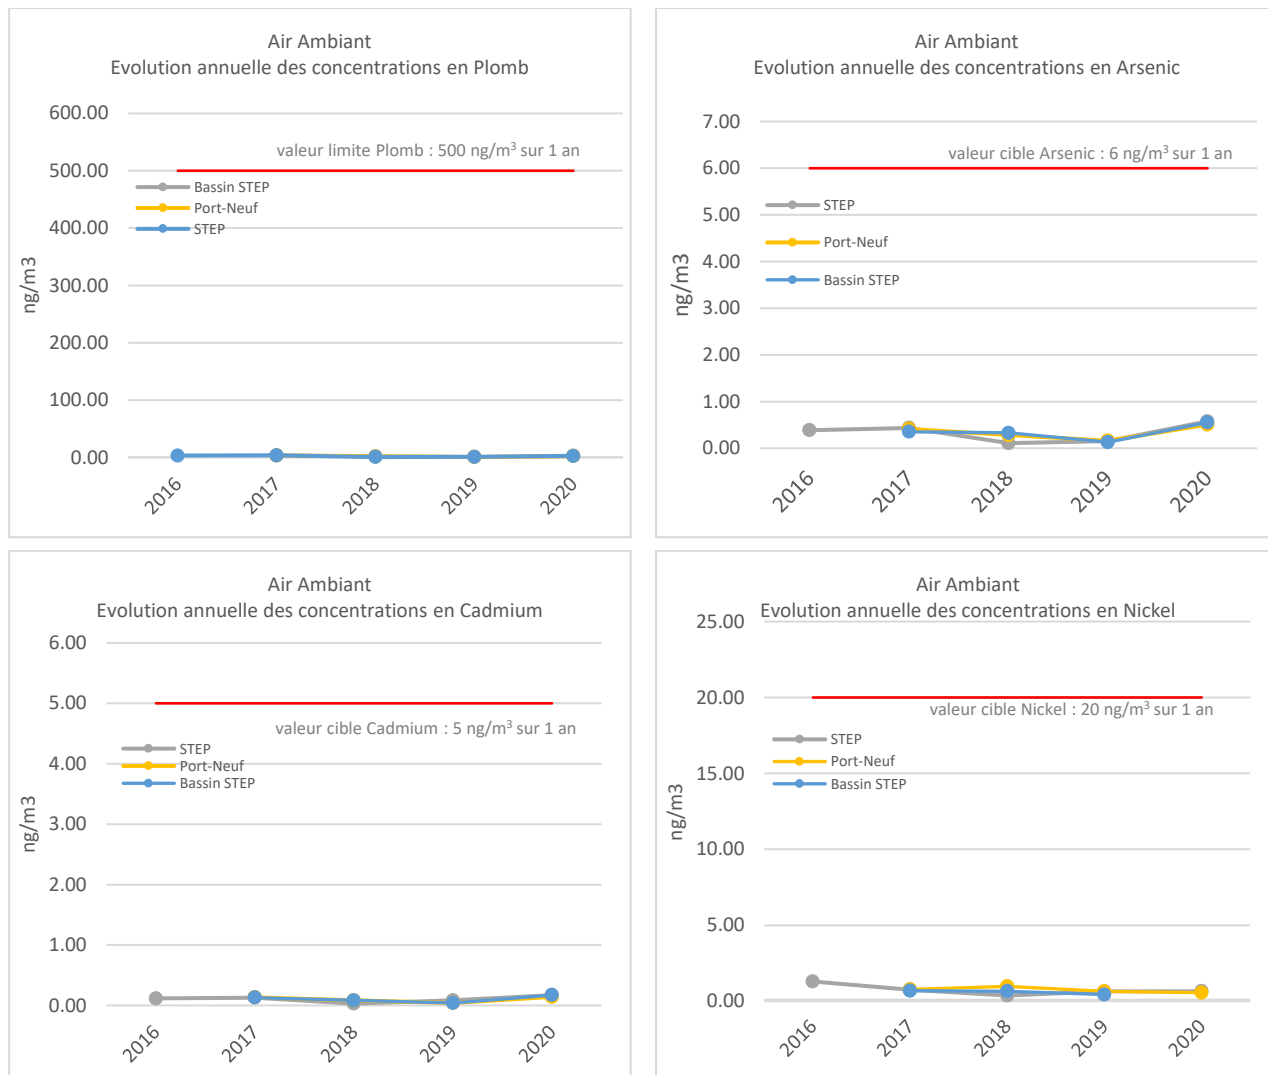 Air Ambiant
Evolution annuelle des concentrations en Plomb
600.00
500.00
400.00
300.00
200.00
100.00
0.00
ng/m3
valeur limite Plomb : 500 ng/m³ sur 1 an
Bassin STEP
Port-Neuf
STEP
2016
2017
2018
2019
2020
Air Ambiant
Evolution annuelle des concentrations en Arsenic
7.00
6.00
5.00
4.00
3.00
2.00
1.00
0.00
ng/m3
valeur cible Arsenic : 6 ng/m³ sur 1 an
STEP
Port-Neuf
Bassin STEP
2016
2017
2018
2019
2020
Air Ambiant
Evolution annuelle des concentrations en Cadmium
6.00
5.00
4.00
3.00
2.00
1.00
0.00
ng/m3
valeur cible Cadmium : 5 ng/m³ sur 1 an
STEP
Port-Neuf
Bassin STEP
2016
2017
2018
2019
2020
Air Ambiant
Evolution annuelle des concentrations en Nickel
25.00
20.00
15.00
10.00
5.00
0.00
ng/m3
valeur cible Nickel : 20 ng/m³ sur 1 an
STEP
Port-Neuf
Bassin STEP
2016
2017
2018
2019
2020